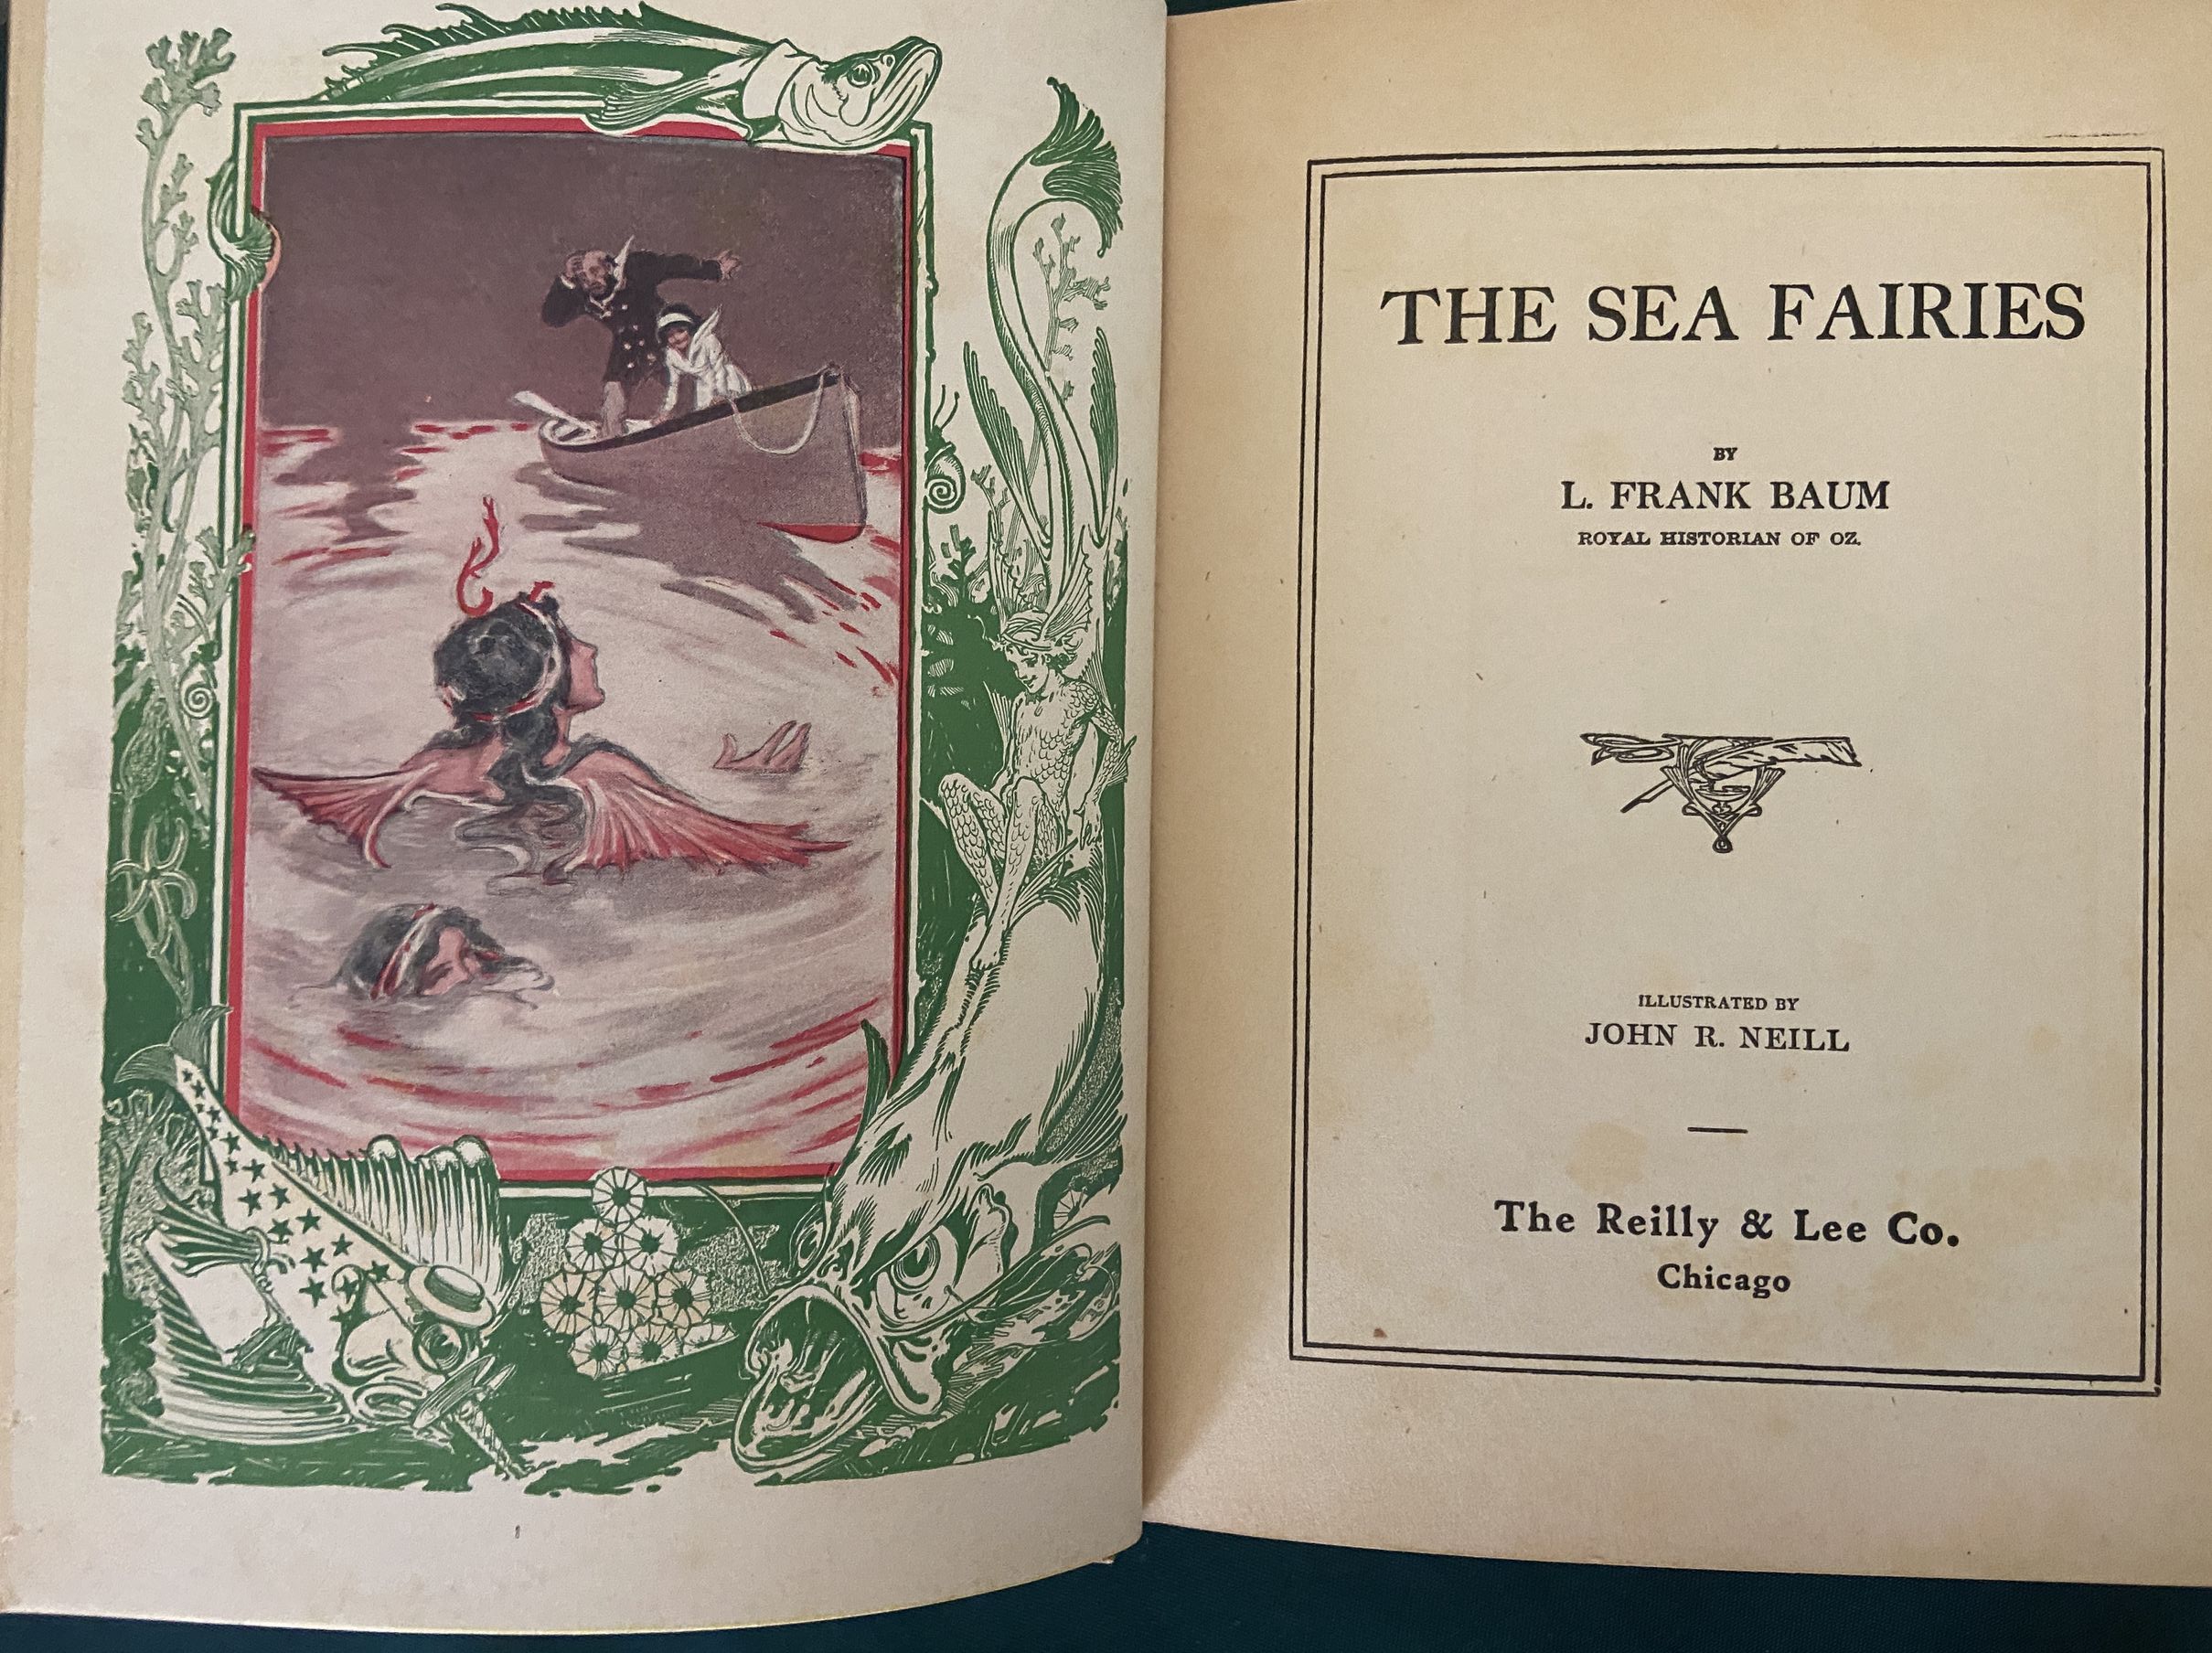 THE SEA FAIRIES
BY
L. FRANK BAUM
ROYAL HISTORIAN OF OZ.
ILLUSTRATED BY
JOHN R. NEILL
The Reilly & Lee Co.
Chicago